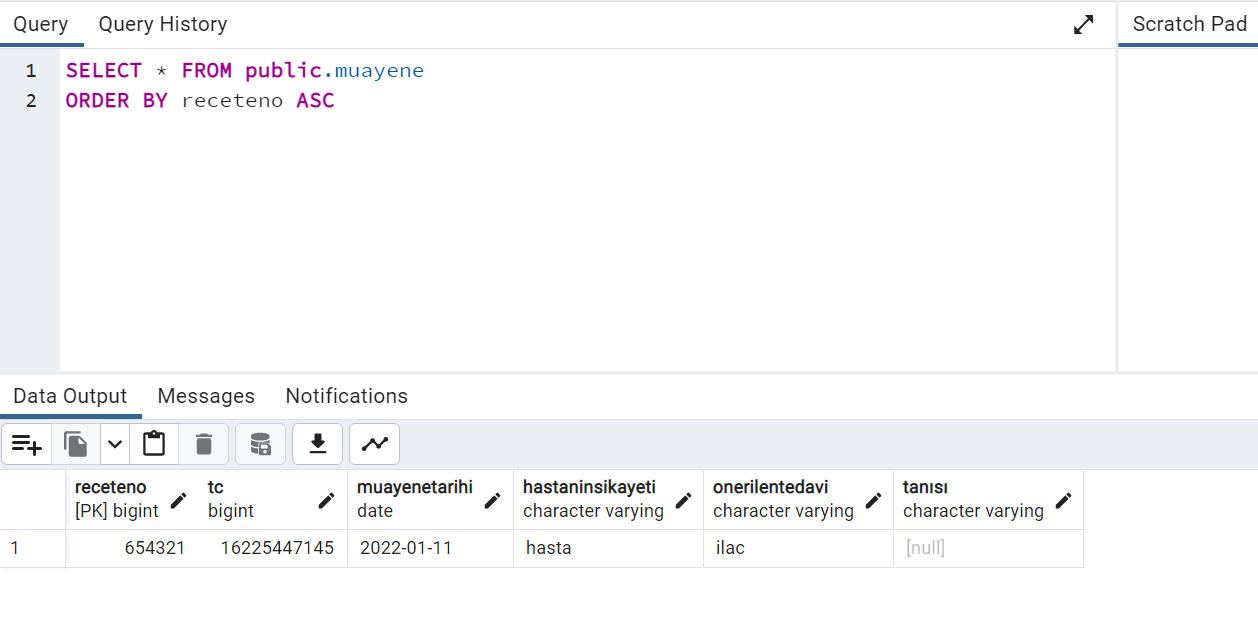 Query Query History Scratch Pad
1 SELECT * FROM public.muayene
2 ORDER BY receteno ASC
Data Output Messages Notifications
receteno tc muayenetarihi hastaninsikayeti onerilentedavi tanısı
[PK] bigint bigint date character varying character varying character varying
1 654321 16225447145 2022-01-11 hasta ilac [null]